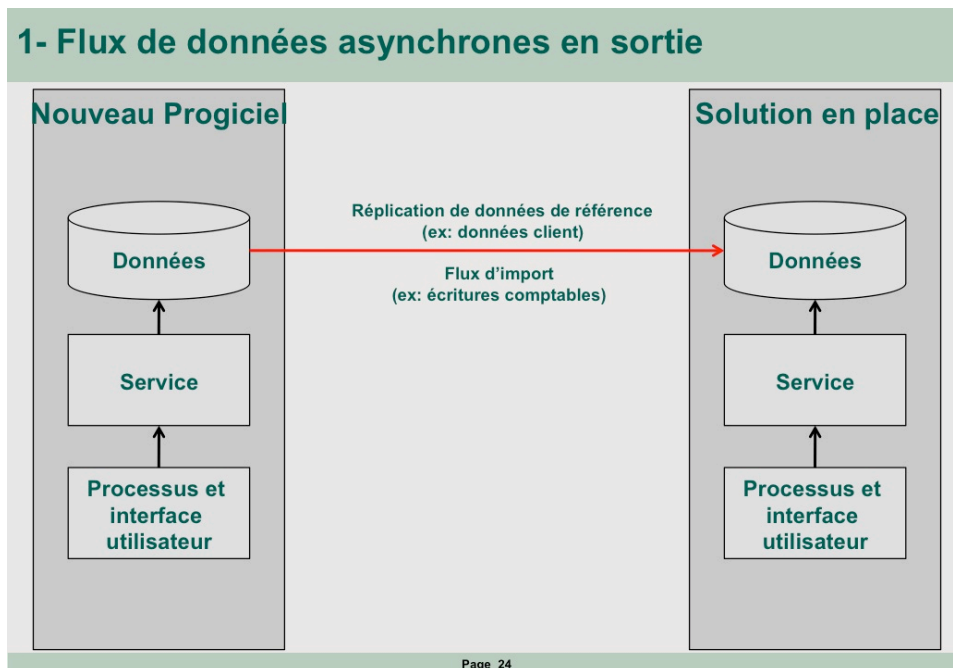 1- Flux de données asynchrones en sortie
Nouveau Progiciel
Données
Service
Processus et
interface
utilisateur
Réplication de données de référence
(ex: données client)
Flux d'import
(ex: écritures comptables)
Solution en place
Données
Service
Processus et
interface
utilisateur
Page 24